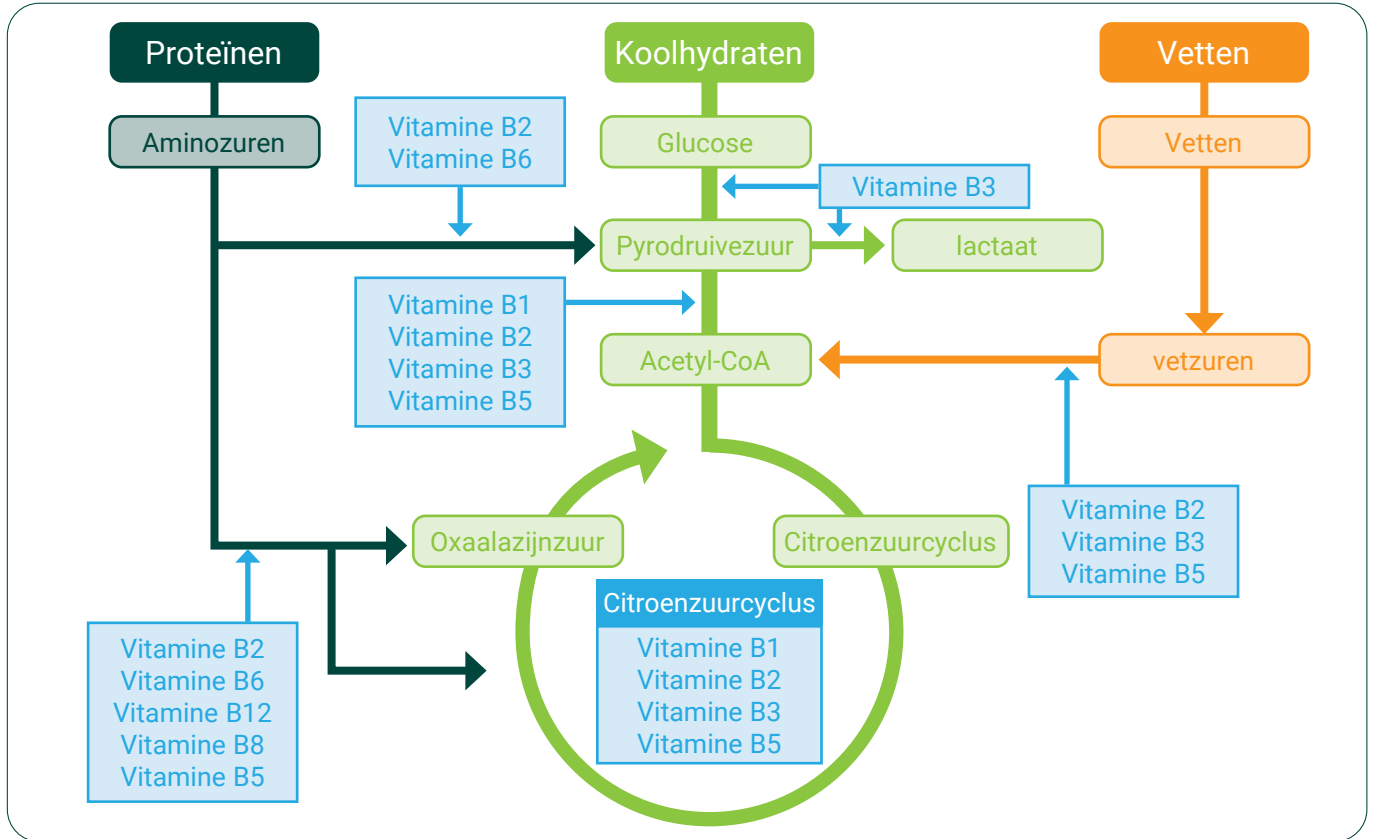 Proteïnen
Koolhydraten
Vetten
Aminozuren
Vitamine B2
Vitamine B6
Glucose
Vetten
Vitamine B3
Pyrodruivezuur
lactaat
Vitamine B1
Vitamine B2
Vitamine B3
Vitamine B5
Acetyl-CoA
vetzuren
Oxaalazijnzuur
Citroenzuurcyclus
Vitamine B2
Vitamine B3
Vitamine B5
Citroenzuurcyclus
Vitamine B1
Vitamine B2
Vitamine B3
Vitamine B5
Vitamine B2
Vitamine B6
Vitamine B12
Vitamine B8
Vitamine B5